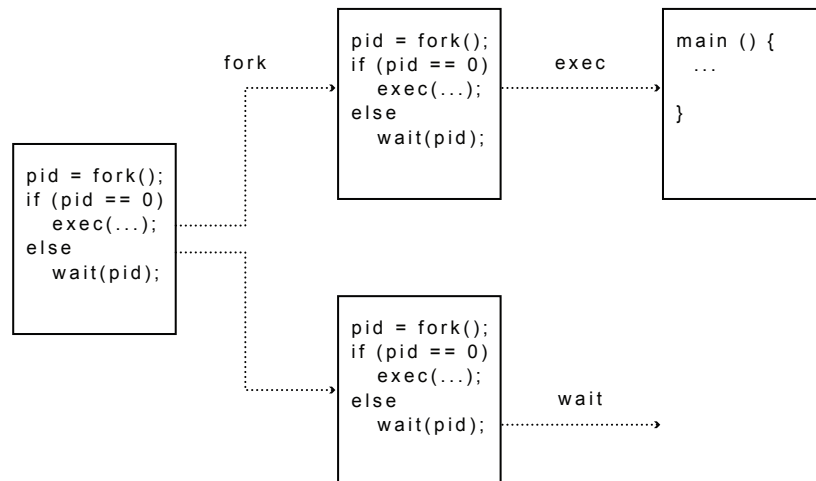 fork
pid = fork();
if (pid == 0)
exec(...);
else
wait(pid);
exec
main () {
...
}
pid = fork();
if (pid == 0)
exec(...);
else
wait(pid);
pid = fork();
if (pid == 0)
exec(...);
else
wait(pid);
wait